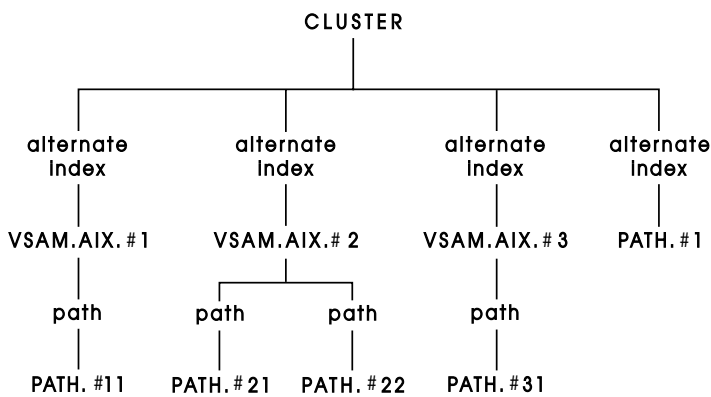 CLUSTER
alternate index
alternate index
alternate index
alternate index
VSAM.AIX.#1
VSAM.AIX.#2
VSAM.AIX.#3
PATH.#1
path
path
path
path
PATH.#11
PATH.#21
PATH.#22
PATH.#31